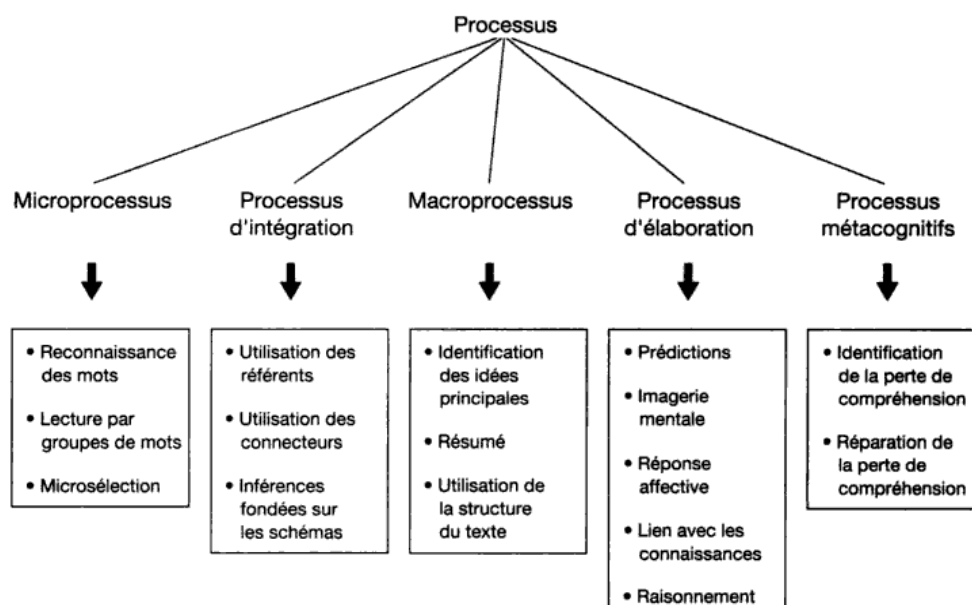 Processus
Microprocessus
Processus
d'intégration
Macroprocessus
Processus
d'élaboration
Processus
métacognitifs
• Reconnaissance
des mots
• Lecture par
groupes de mots
• Microsélection
• Utilisation des
référents
• Utilisation des
connecteurs
• Inférences
fondées sur
les schémas
• Identification
des idées
principales
• Résumé
• Utilisation de
la structure
du texte
• Prédictions
• Imagerie
mentale
• Réponse
affective
• Lien avec les
connaissances
• Raisonnement
• Identification
de la perte de
compréhension
• Réparation de
la perte de
compréhension